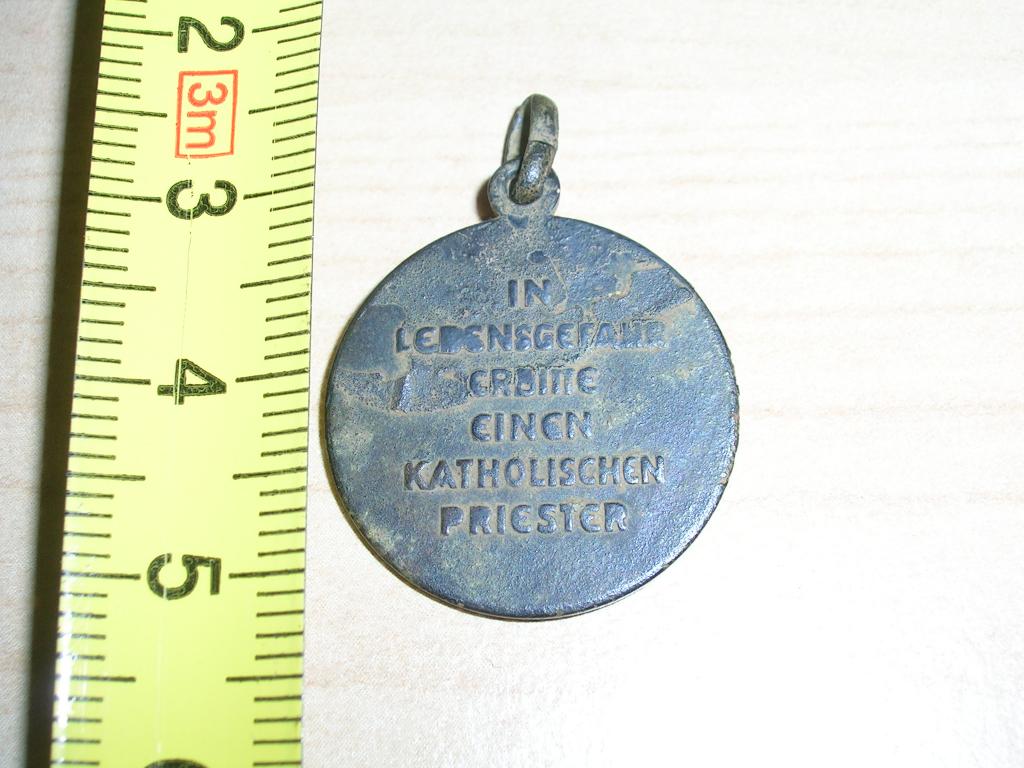 2
3m
3
4
5
IN
LEBENSGEFAHR
ERBITTE
EINEN
KATHOLISCHEN
PRIESTER